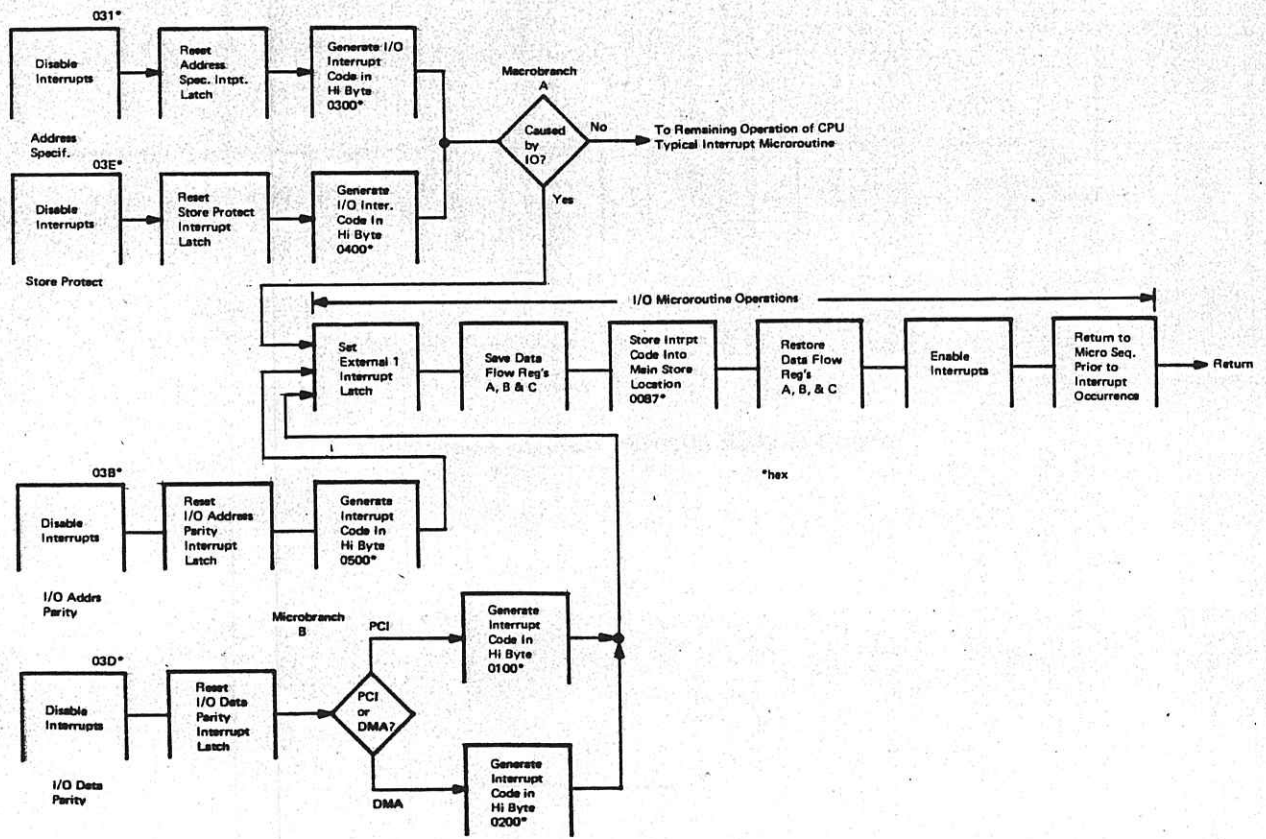 031*
Disable
Interrupts
Reset
Address
Spec. Intpt.
Latch
Generate I/O
Interrupt
Code in
Hi Byte
0300*
Address
Specif.
Macrobranch
A
Caused
by
IO?
No
To Remaining Operation of CPU
Typical Interrupt Microroutine
Yes
03E*
Disable
Interrupts
Reset
Store Protect
Interrupt
Latch
Generate
I/O Inter.
Code In
Hi Byte
0400*
Store Protect
I/O Microroutine Operations
Set
External 1
Interrupt
Latch
Save Data
Flow Reg's
A, B & C
Store Intrpt
Code Into
Main Store
Location
0087*
Restore
Data Flow
Reg's
A, B, & C
Enable
Interrupts
Return to
Micro Seq.
Prior to
Interrupt
Occurrence
Return
*hex
03B*
Disable
Interrupts
Reset
I/O Address
Parity
Interrupt
Latch
Generate
Interrupt
Code In
Hi Byte
0500*
I/O Addrs
Parity
03D*
Disable
Interrupts
Reset
I/O Data
Parity
Interrupt
Latch
I/O Data
Parity
Microbranch
B
PCI
or
DMA?
PCI
Generate
Interrupt
Code In
Hi Byte
0100*
DMA
Generate
Interrupt
Code in
Hi Byte
0200*